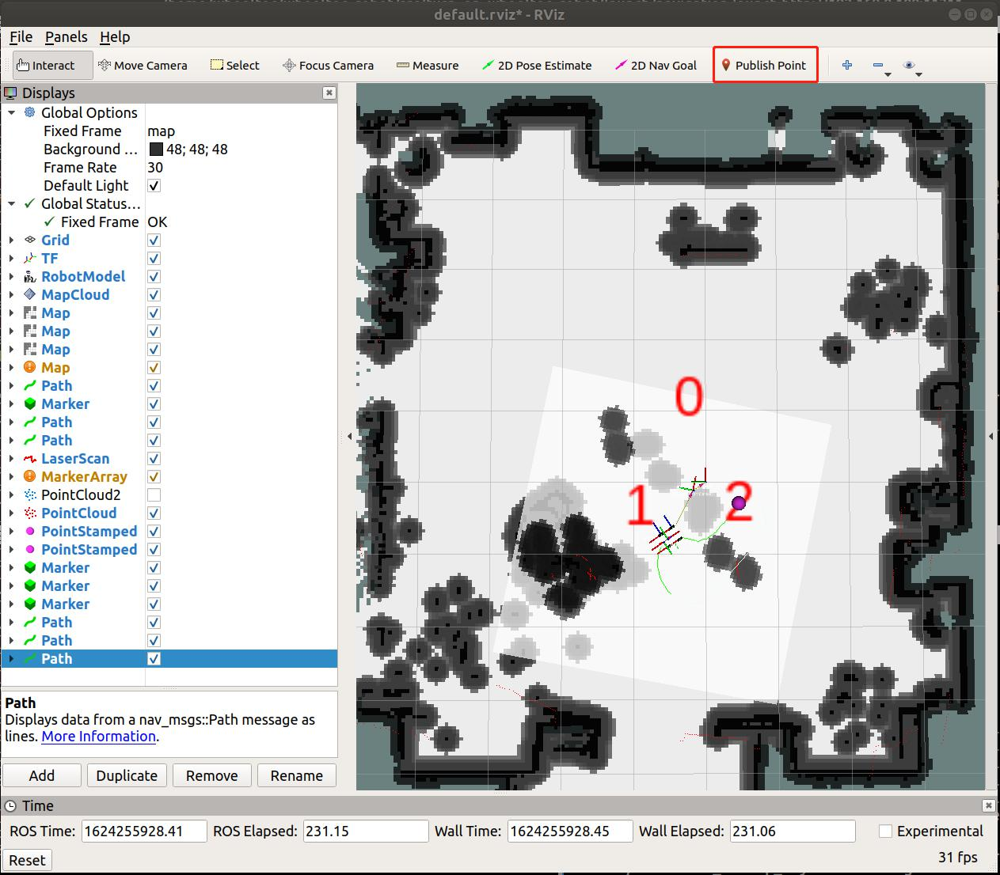 default.rviz* - RViz
File Panels Help
Interact Move Camera Select Focus Camera Measure 2D Pose Estimate 2D Nav Goal Publish Point
Displays
Global Options
Fixed Frame map
Background ... 48; 48; 48
Frame Rate 30
Default Light
Global Status...
Fixed Frame OK
Grid
TF
RobotModel
MapCloud
Map
Map
Map
Map
Path
Marker
Path
Path
LaserScan
MarkerArray
PointCloud2
PointCloud
PointStamped
PointStamped
Marker
Marker
Marker
Path
Path
Path
Path
Displays data from a nav_msgs::Path message as
lines. More Information.
Add Duplicate Remove Rename
0
1 2
Time
ROS Time: 1624255928.41 ROS Elapsed: 231.15 Wall Time: 1624255928.45 Wall Elapsed: 231.06 Experimental
Reset 31 fps